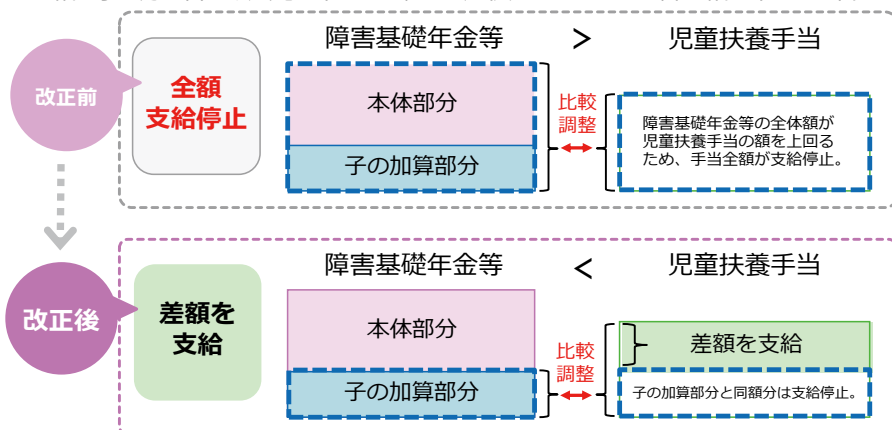 障害基礎年金等 > 児童扶養手当
改正前
全額
支給停止
本体部分
子の加算部分
比較
調整
障害基礎年金等の全体額が
児童扶養手当の額を上回る
ため、手当全額が支給停止。
障害基礎年金等 < 児童扶養手当
改正後
差額を
支給
本体部分
子の加算部分
比較
調整
差額を支給
子の加算部分と同額分は支給停止。